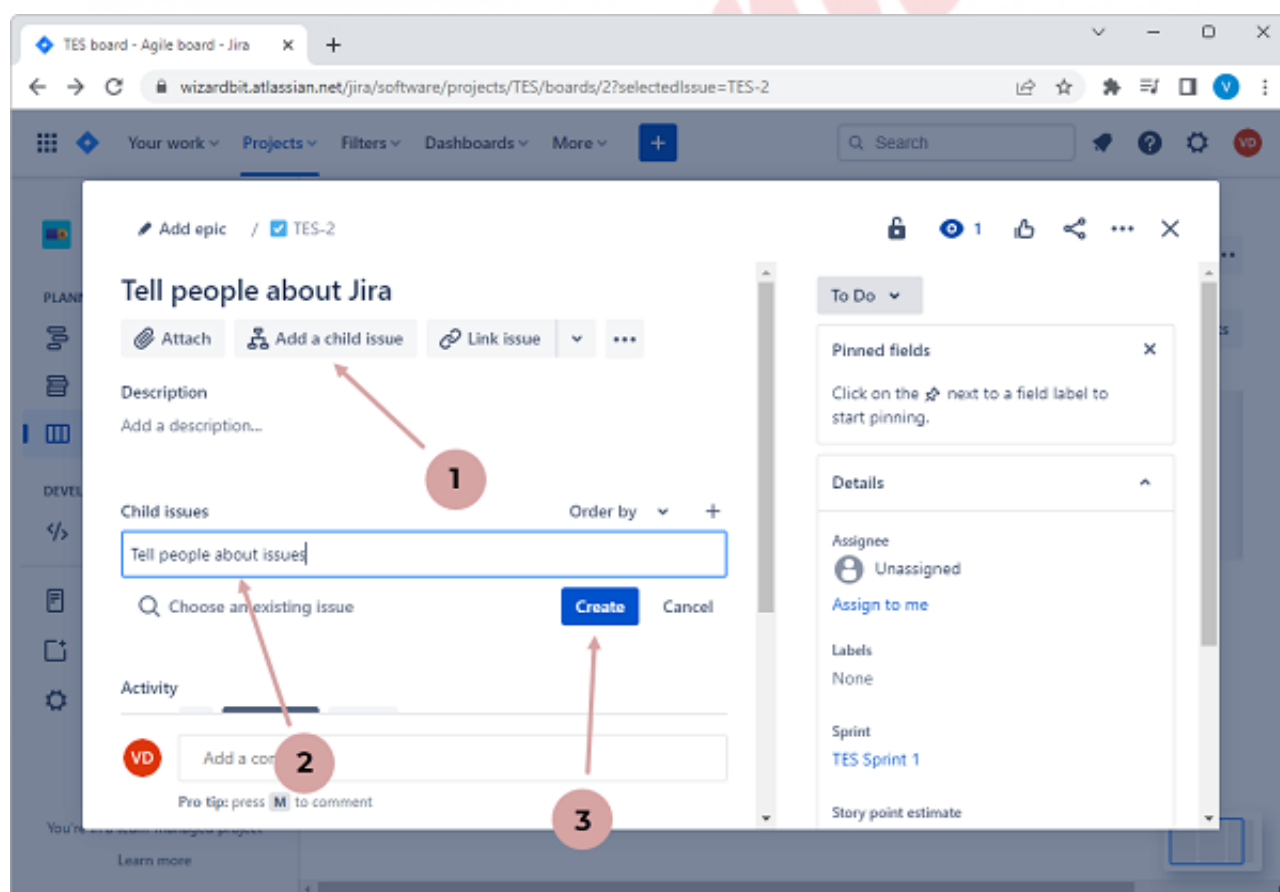 TES board - Agile board - Jira
wizardbit.atlassian.net/jira/software/projects/TES/boards/2?selectedIssue=TES-2
V
Your work Projects Filters Dashboards More + Search VD
Add epic / TES-2 1
Tell people about Jira
To Do
Attach Add a child issue Link issue
Pinned fields
Click on the next to a field label to
start pinning.
Description
Add a description...
1
Details
Child issues Order by
Tell people about issues
Assignee
Unassigned
Choose an existing issue Create Cancel
Assign to me
Labels
None
Activity
Sprint
TES Sprint 1
VD Add a
2
Pro tip: press M to comment
3
Story point estimate
You're
Learn more